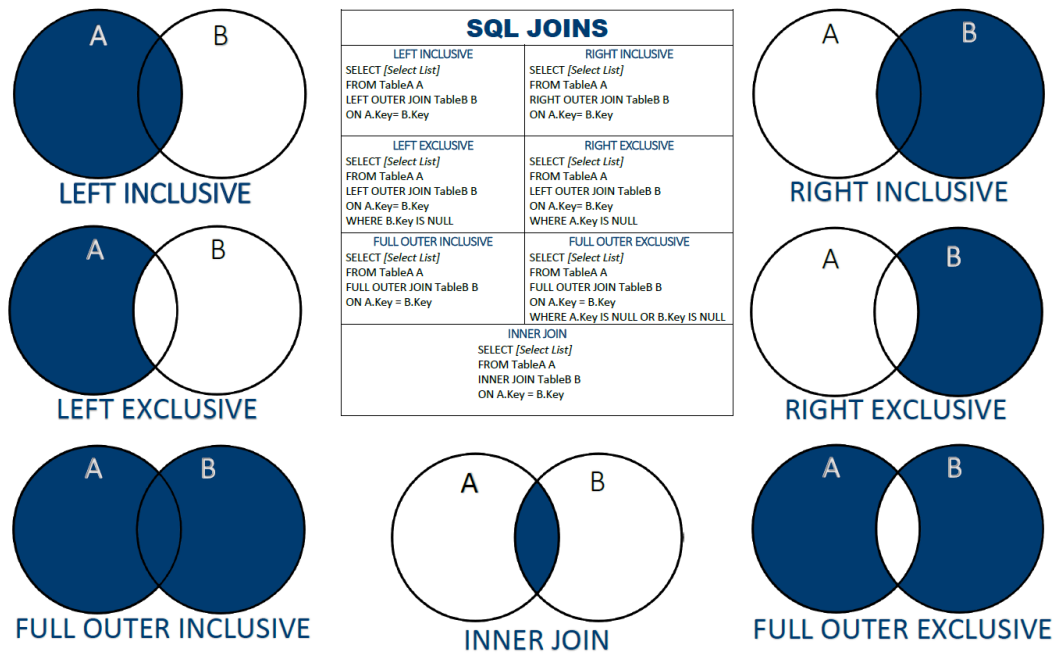 A
B
LEFT INCLUSIVE
A
B
LEFT EXCLUSIVE
A
B
FULL OUTER INCLUSIVE
SQL JOINS
LEFT INCLUSIVE
SELECT [Select List]
FROM TableA A
LEFT OUTER JOIN TableB B
ON A.Key= B.Key
RIGHT INCLUSIVE
SELECT [Select List]
FROM TableA A
RIGHT OUTER JOIN TableB B
ON A.Key= B.Key
LEFT EXCLUSIVE
SELECT [Select List]
FROM TableA A
LEFT OUTER JOIN TableB B
ON A.Key= B.Key
WHERE B.Key IS NULL
RIGHT EXCLUSIVE
SELECT [Select List]
FROM TableA A
LEFT OUTER JOIN TableB B
ON A.Key= B.Key
WHERE A.Key IS NULL
FULL OUTER INCLUSIVE
SELECT [Select List]
FROM TableA A
FULL OUTER JOIN TableB B
ON A.Key = B.Key
FULL OUTER EXCLUSIVE
SELECT [Select List]
FROM TableA A
FULL OUTER JOIN TableB B
ON A.Key = B.Key
WHERE A.Key IS NULL OR B.Key IS NULL
INNER JOIN
SELECT [Select List]
FROM TableA A
INNER JOIN TableB B
ON A.Key = B.Key
A
B
INNER JOIN
A
B
RIGHT INCLUSIVE
A
B
RIGHT EXCLUSIVE
A
B
FULL OUTER EXCLUSIVE